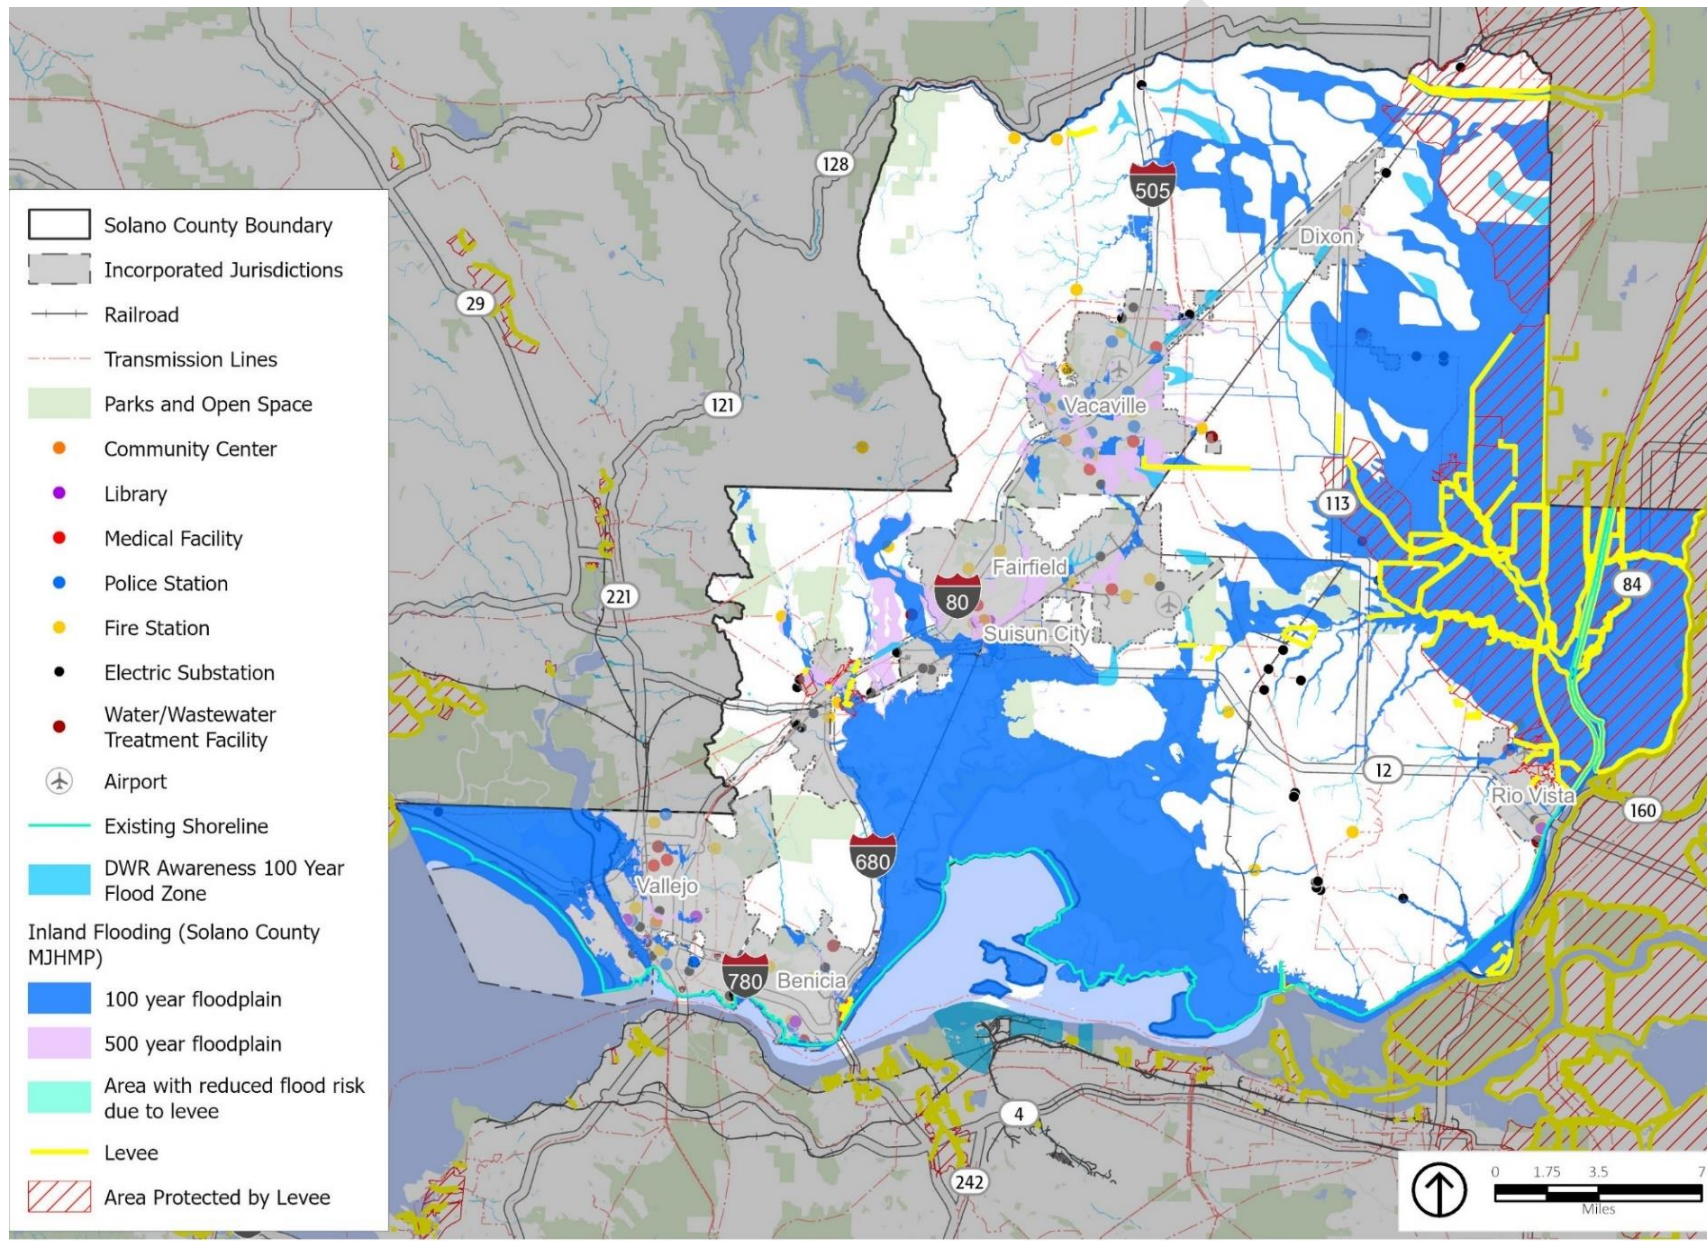 Solano County Boundary
Incorporated Jurisdictions
Railroad
Transmission Lines
Parks and Open Space
Community Center
Library
Medical Facility
Police Station
Fire Station
Electric Substation
Water/Wastewater
Treatment Facility
Airport
Existing Shoreline
DWR Awareness 100 Year
Flood Zone
Inland Flooding (Solano County
MJHMP)
100 year floodplain
500 year floodplain
Area with reduced flood risk
due to levee
Levee
Area Protected by Levee
128
505
Dixon
29
121
Vacaville
113
Fairfield
80
84
221
Suisun City
12
Rio Vista
160
680
Vallejo
780
Benicia
4
242
0 1.75 3.5 7
Miles